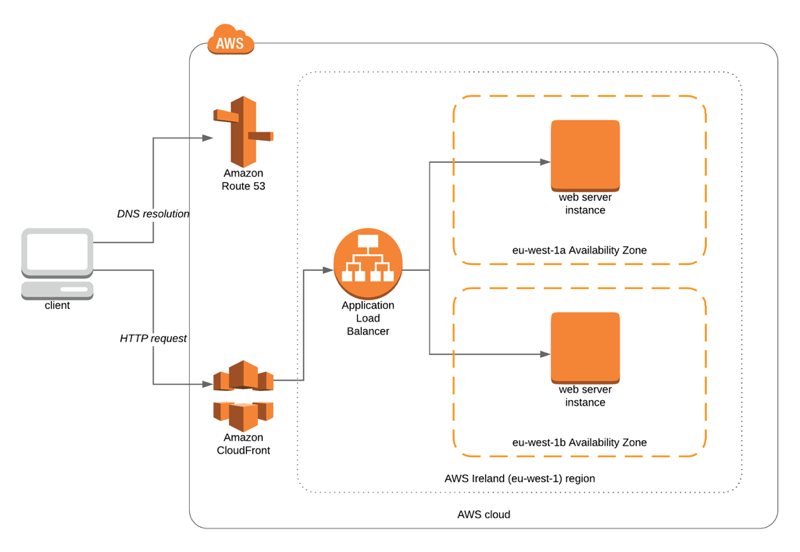 AWS
Amazon
Route 53
DNS resolution
client
HTTP request
Amazon
CloudFront
Application
Load
Balancer
web server
instance
eu-west-1a Availability Zone
web server
instance
eu-west-1b Availability Zone
AWS Ireland (eu-west-1) region
AWS cloud